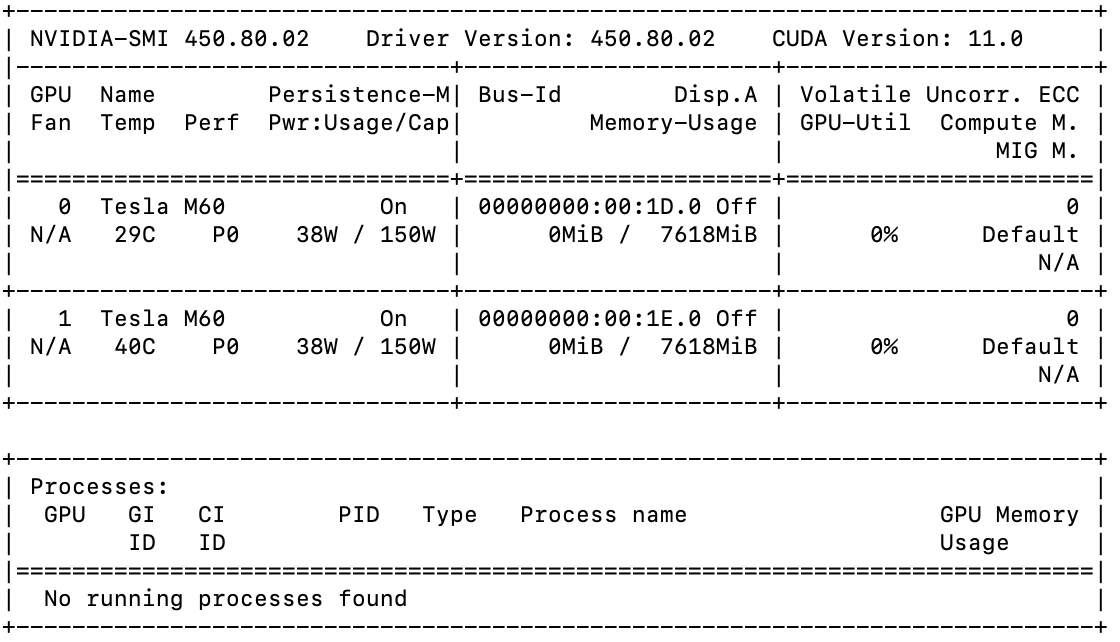 +-----------------------------------------------------------------------------+
| NVIDIA-SMI 450.80.02    Driver Version: 450.80.02    CUDA Version: 11.0     |
|-------------------------------+----------------------+----------------------+
| GPU  Name        Persistence-M| Bus-Id        Disp.A | Volatile Uncorr. ECC |
| Fan  Temp  Perf  Pwr:Usage/Cap|         Memory-Usage | GPU-Util  Compute M. |
|                               |                      |               MIG M. |
|===============================+======================+======================|
|   0  Tesla M60           On   | 00000000:00:1D.0 Off |                    0 |
| N/A   29C    P0    38W / 150W |      0MiB /  7618MiB |      0%      Default |
|                               |                      |                  N/A |
+-------------------------------+----------------------+----------------------+
|   1  Tesla M60           On   | 00000000:00:1E.0 Off |                    0 |
| N/A   40C    P0    38W / 150W |      0MiB /  7618MiB |      0%      Default |
|                               |                      |                  N/A |
+-------------------------------+----------------------+----------------------+

+-----------------------------------------------------------------------------+
| Processes:                                                                  |
|  GPU   GI   CI        PID   Type   Process name                  GPU Memory |
|        ID   ID                                                   Usage      |
|=============================================================================|
|  No running processes found                                                 |
+-----------------------------------------------------------------------------+